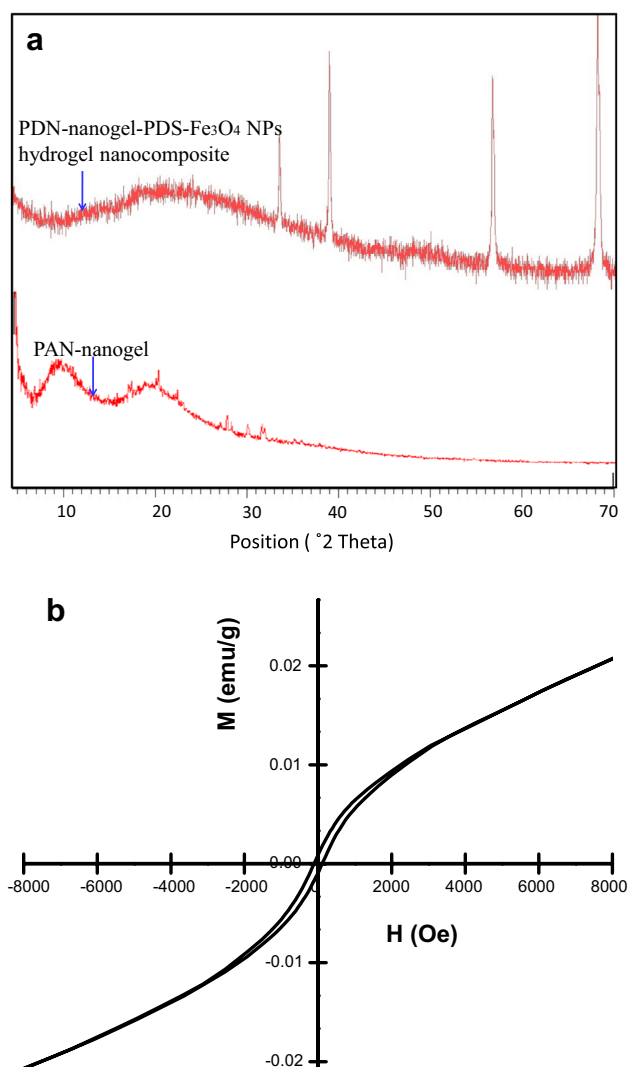 a
PDN-nanogel-PDS-Fe₃O₄ NPs
hydrogel nanocomposite
PAN-nanogel
10 20 30 40 50 60 70
Position ( ˚2 Theta)
b
M (emu/g)
0.02
0.01
0.00
-8000 -6000 -4000 -2000 0 2000 4000 6000 8000
H (Oe)
-0.01
-0.02